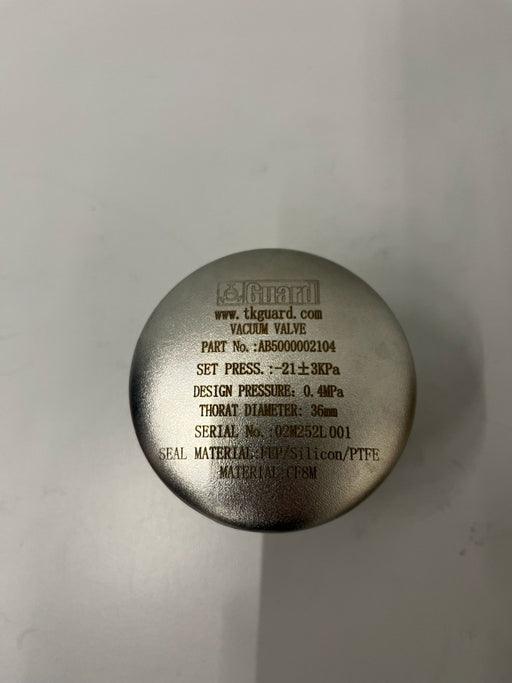 Guard
www.tkguard.com
VACUUM VALVE
PART No.:AB5000002104
SET PRESS.:-21±3KPa
DESIGN PRESSURE: 0.4MPa
THORAT DIAMETER: 36mm
SERIAL No.:02M252L001
SEAL MATERIAL:FEP/Silicon/PTFE
MATERIAL:CF8M